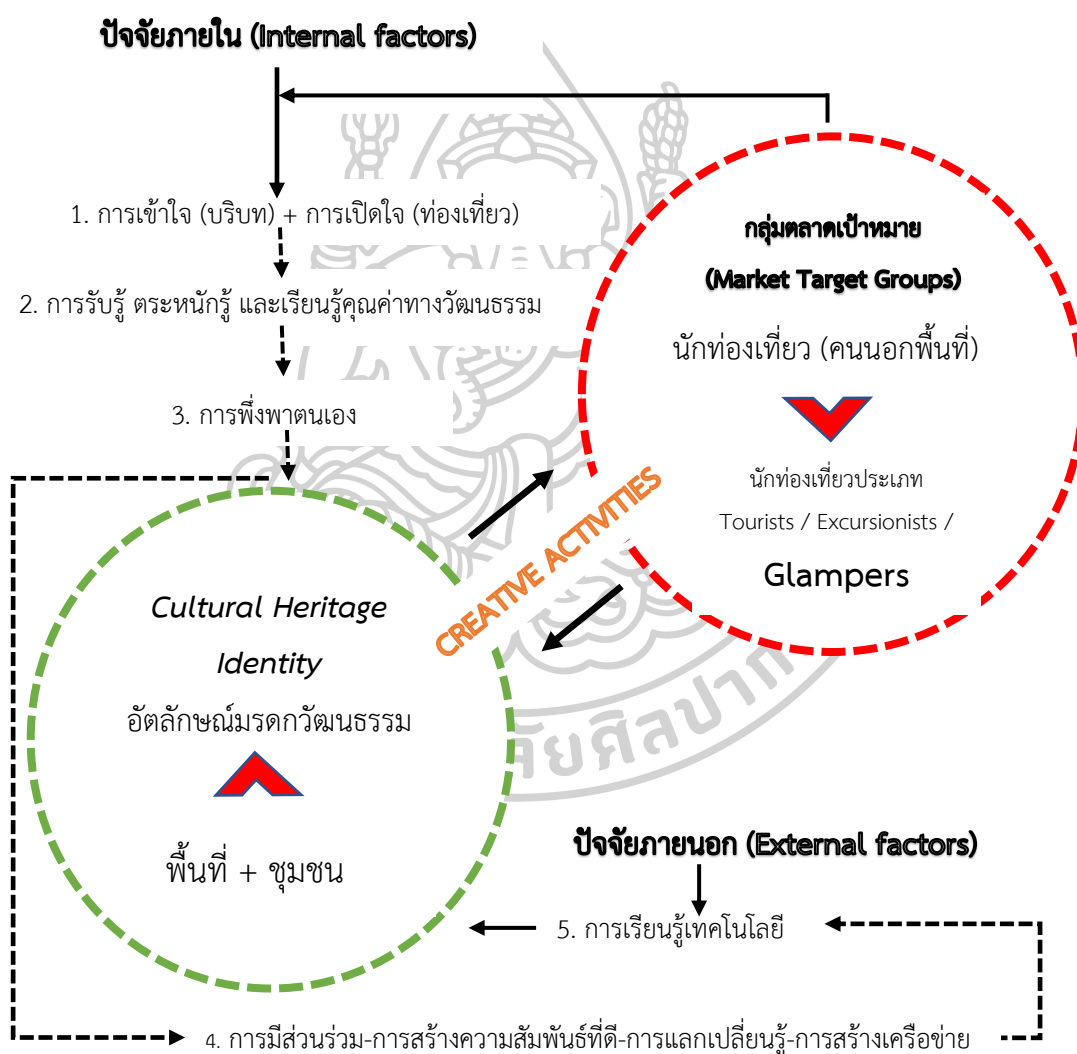 ปัจจัยภายใน (Internal factors)
1. การเข้าใจ (บริบท) + การเปิดใจ (ท่องเที่ยว)
2. การรับรู้ ตระหนักรู้ และเรียนรู้คุณค่าทางวัฒนธรรม
3. การพึ่งพาตนเอง
กลุ่มตลาดเป้าหมาย
(Market Target Groups)
นักท่องเที่ยว (คนนอกพื้นที่)
นักท่องเที่ยวประเภท
Tourists / Excursionists /
Glampers
CREATIVE ACTIVITIES
Cultural Heritage
Identity
อัตลักษณ์มรดกวัฒนธรรม
พื้นที่ + ชุมชน
ปัจจัยภายนอก (External factors)
5. การเรียนรู้เทคโนโลยี
4. การมีส่วนร่วม-การสร้างความสัมพันธ์ที่ดี-การแลกเปลี่ยนรู้-การสร้างเครือข่าย